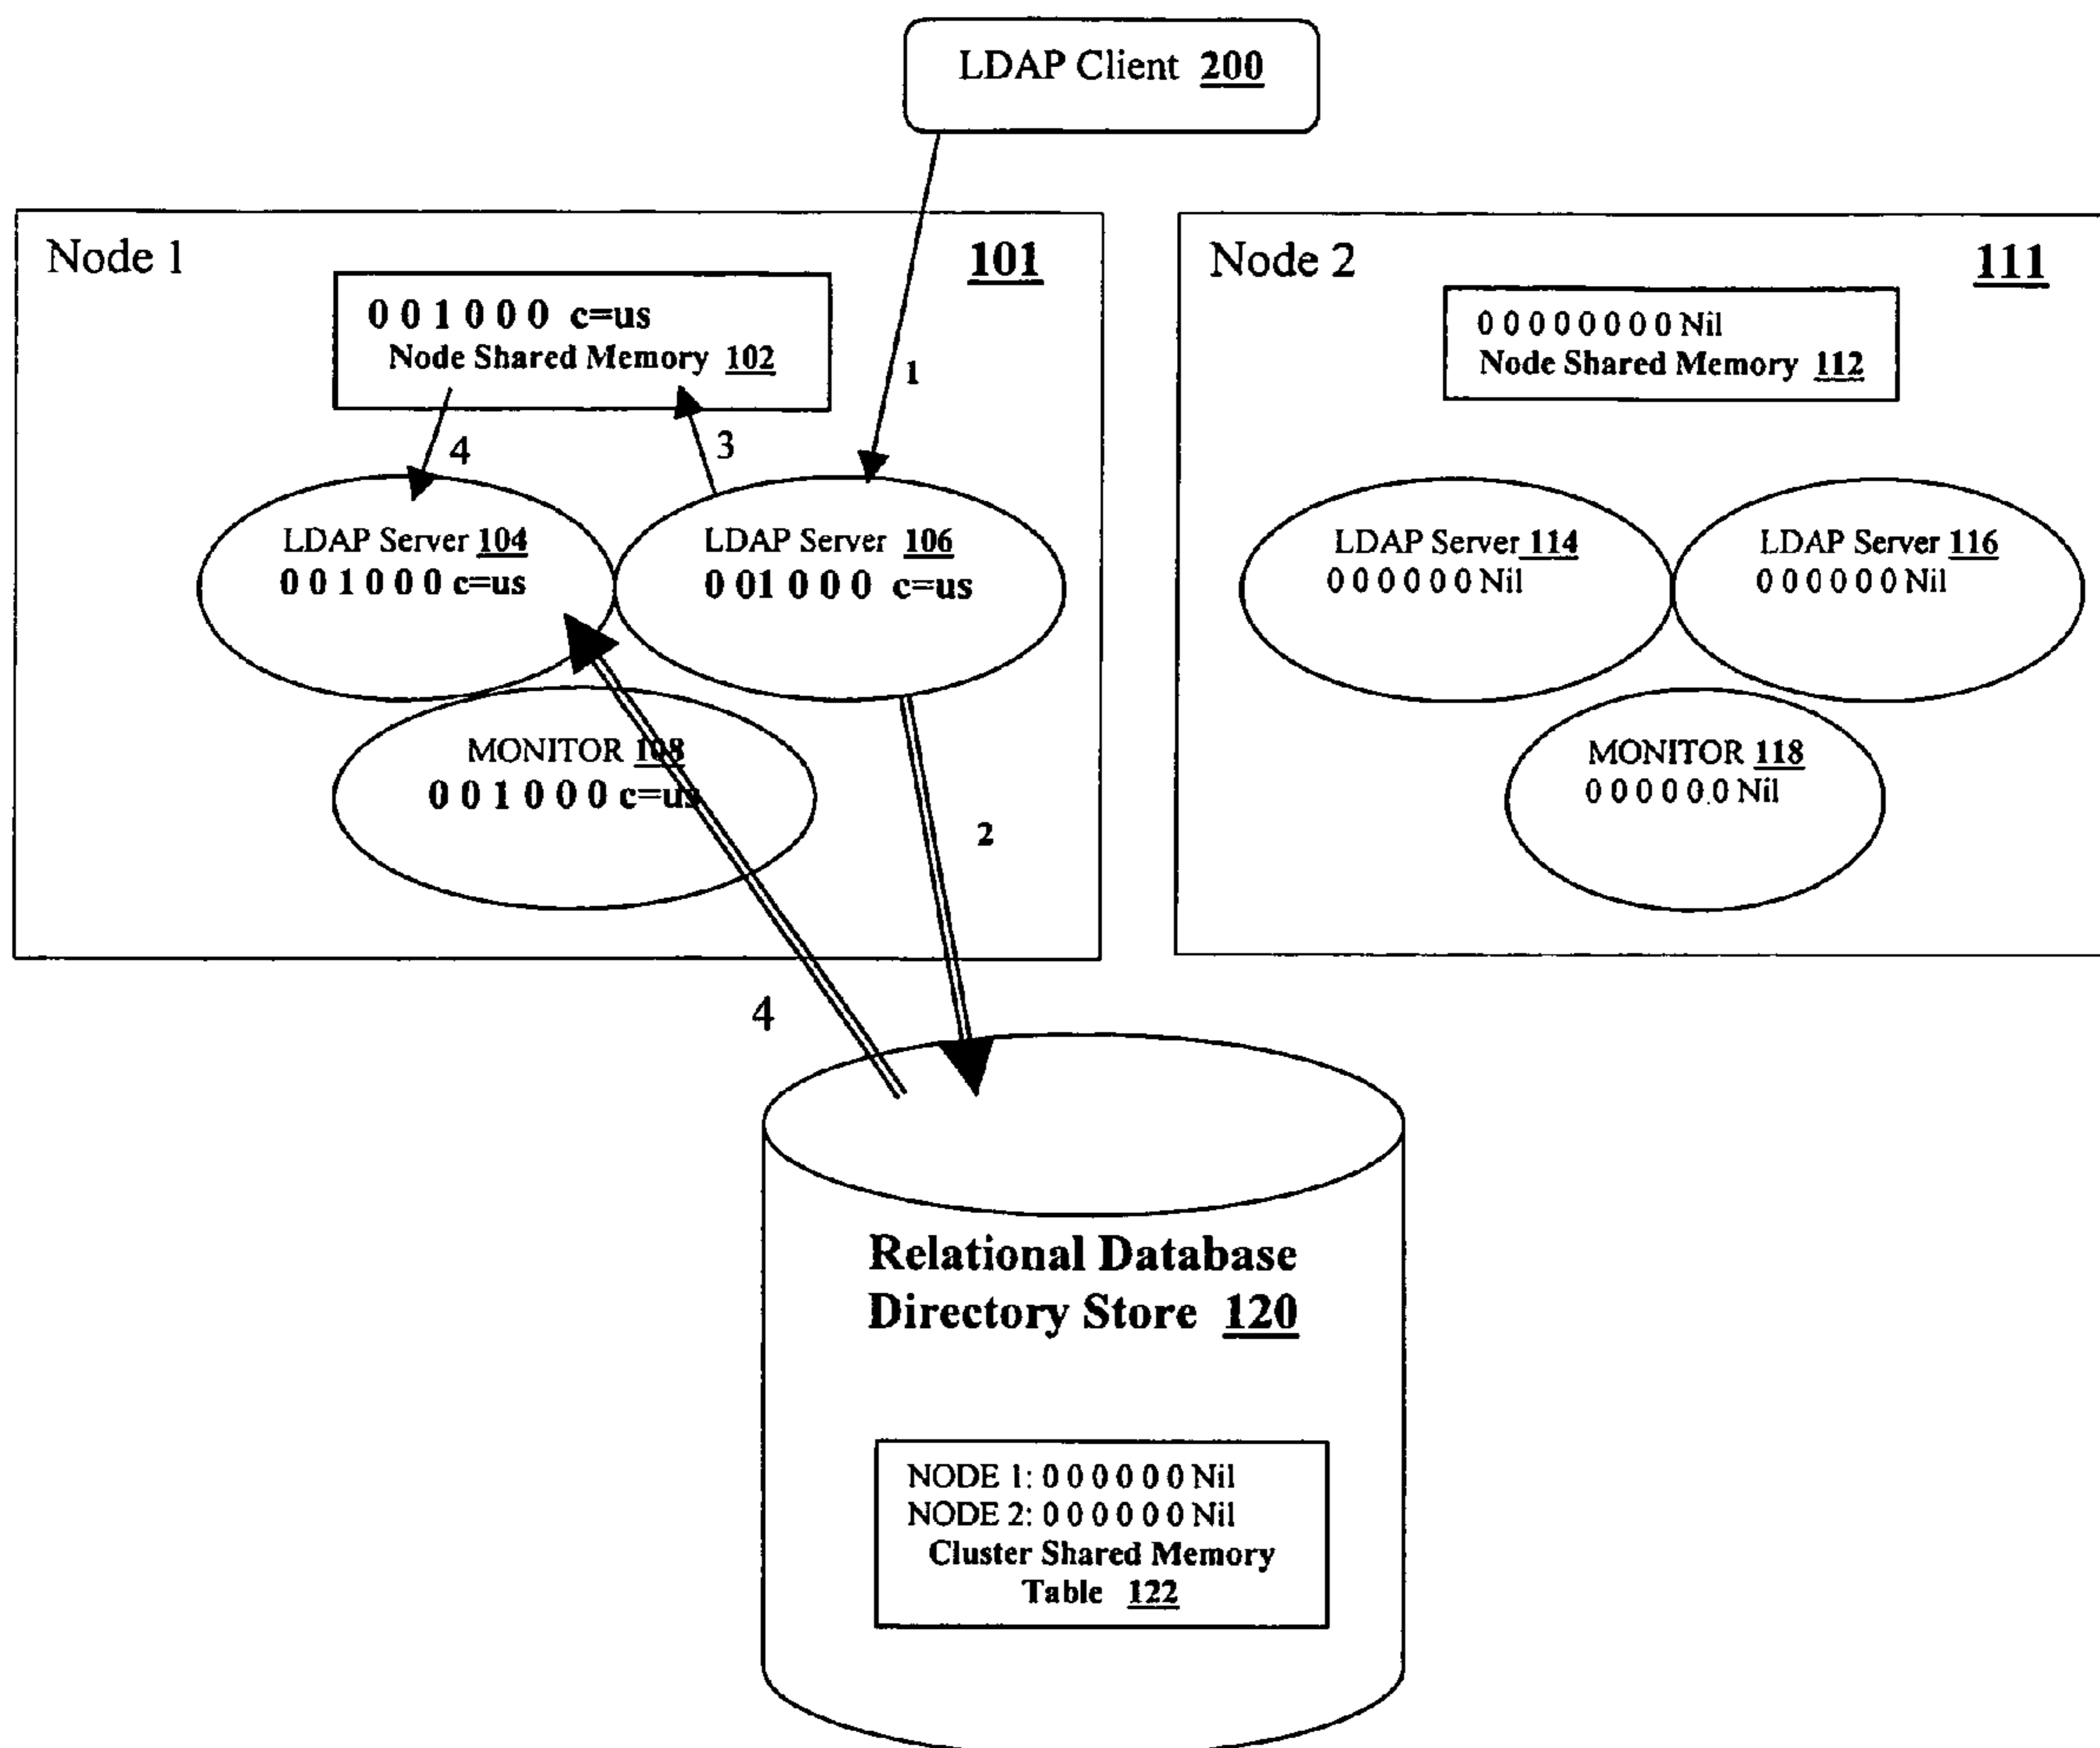 LDAP Client 200
Node 1
101
0 0 1 0 0 0 c=us
Node Shared Memory 102
1
4
3
LDAP Server 104
0 0 1 0 0 0 c=us
LDAP Server 106
0 01 0 0 0 c=us
MONITOR 108
0 0 1 0 0 0 c=us
2
4
Node 2
111
0 0 0 0 0 0 0 0 Nil
Node Shared Memory 112
LDAP Server 114
0 0 0 0 0 0 Nil
LDAP Server 116
0 0 0 0 0 0 Nil
MONITOR 118
0 0 0 0 0.0 Nil
Relational Database
Directory Store 120
NODE 1: 0 0 0 0 0 0 Nil
NODE 2: 0 0 0 0 0 0 Nil
Cluster Shared Memory
Table 122